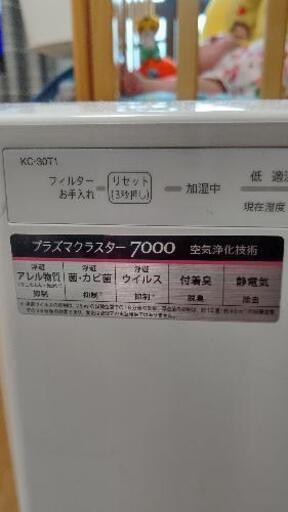 KC-30T1
フィルター
お手入れ
リセット
(3秒押し)
加湿中
低 適湿
現在湿度
プラズマクラスター7000 空気浄化技術
浮遊 浮遊 浮遊
アレル物質 菌・カビ菌 ウイルス 付着臭 静電気
抑制 抑制 抑制 脱臭 除去